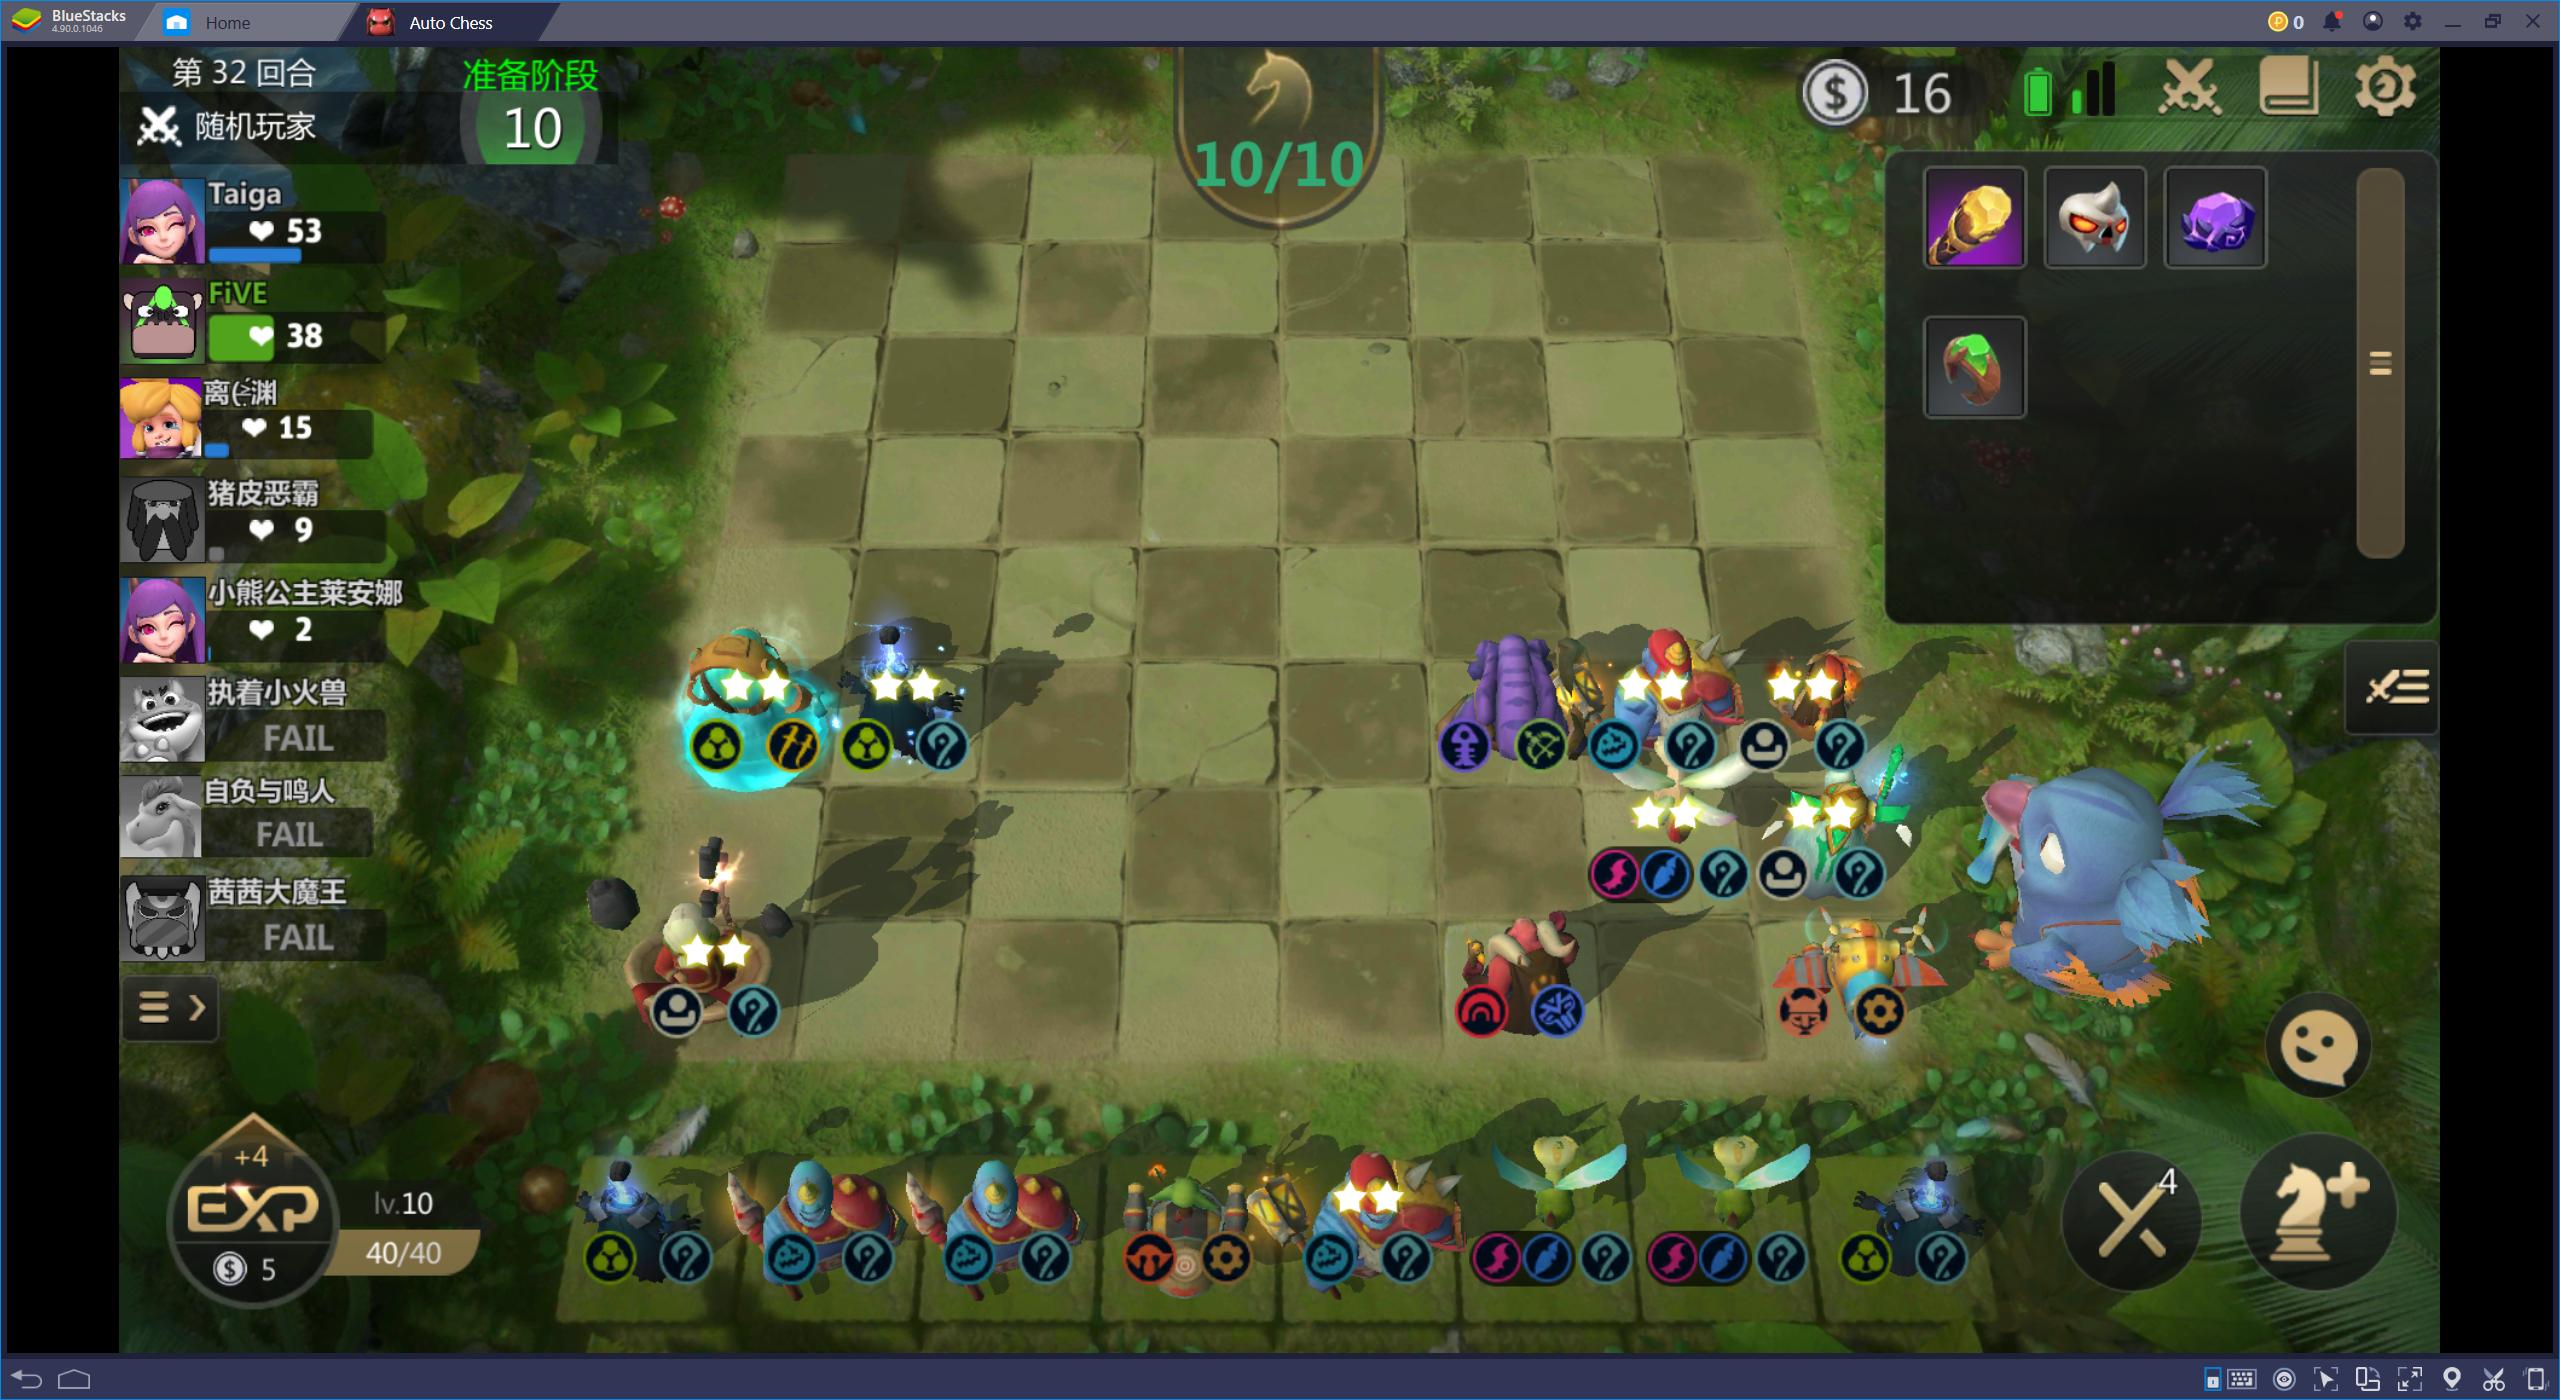 BlueStacks
4.90.0.1046
Home
Auto Chess
0
第 32 回合
准备阶段
随机玩家
10
10/10
16
Taiga
53
FiVE
38
15
猪皮恶霸
9
小熊公主莱安娜
2
执着小火兽
FAIL
自负与鸣人
FAIL
茜茜大魔王
FAIL
+4
EXP
5
lv.10
40/40
4